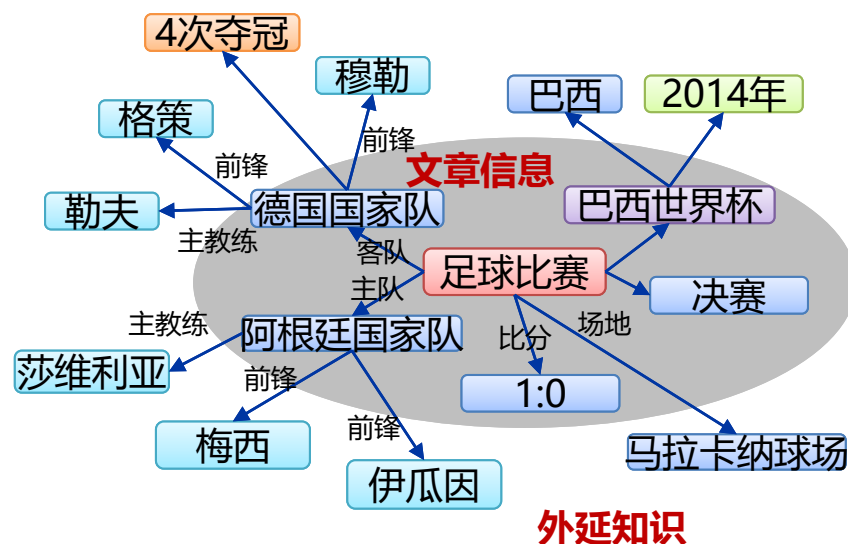 4次夺冠
穆勒
巴西
2014年
格策
前锋
文章信息
前锋
勒夫
德国国家队
巴西世界杯
主教练
客队
足球比赛
主队
决赛
主教练
阿根廷国家队
比分
场地
莎维利亚
前锋
1:0
前锋
梅西
马拉卡纳球场
伊瓜因
外延知识